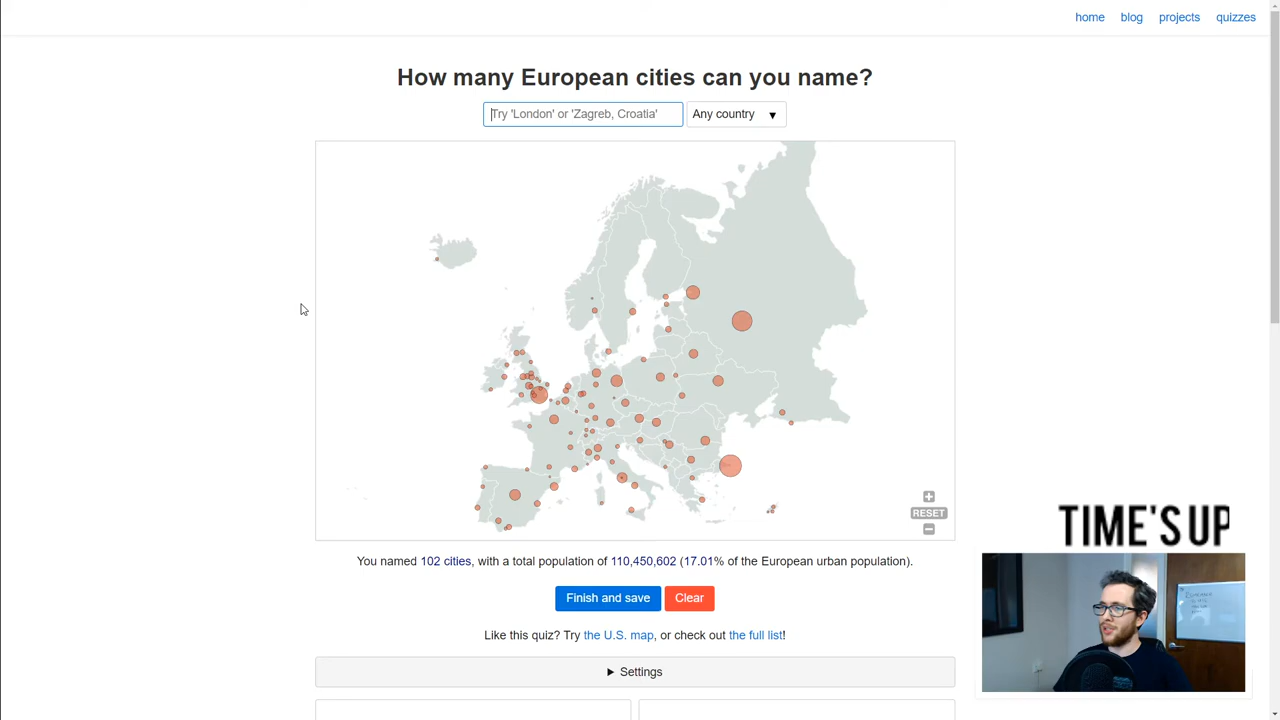 home blog projects quizzes
How many European cities can you name?
Try 'London' or 'Zagreb, Croatia' Any country ▼
+
RESET
−
TIME'S UP
You named 102 cities, with a total population of 110,450,602 (17.01% of the European urban population).
Finish and save Clear
Like this quiz? Try the U.S. map, or check out the full list!
▶ Settings